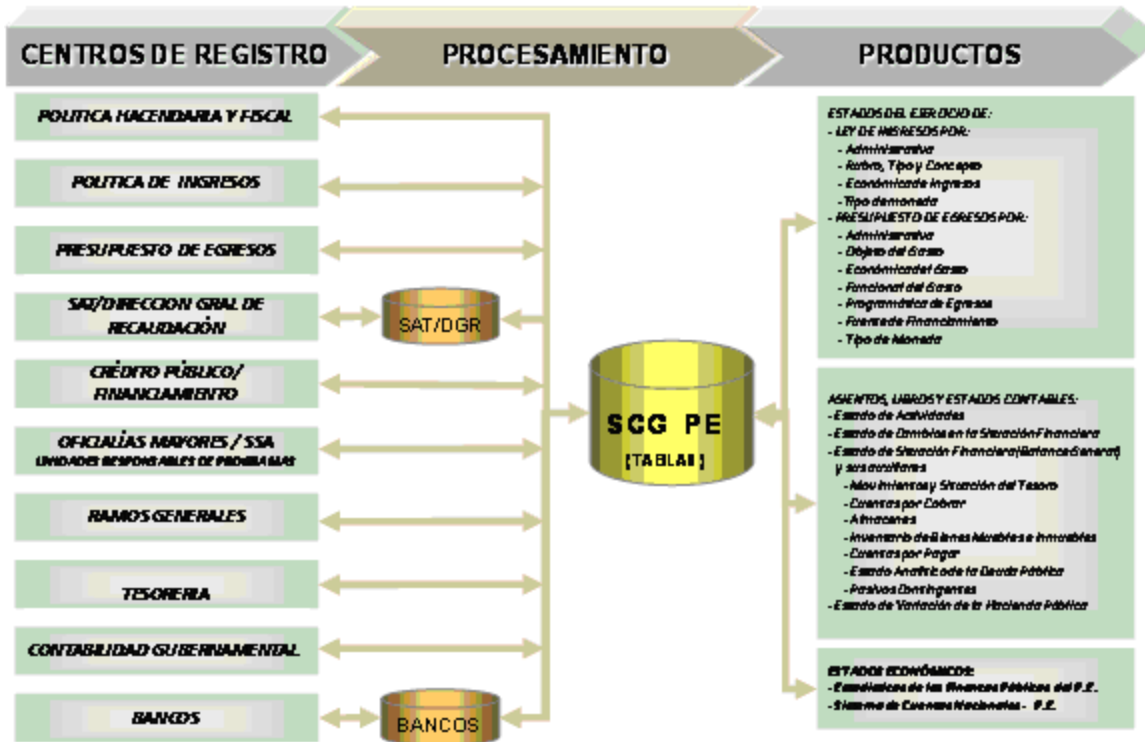 CENTROS DE REGISTRO
PROCESAMIENTO
PRODUCTOS
POLITICA HACENDARIA Y FISCAL
POLITICA DE INGRESOS
PRESUPUESTO DE EGRESOS
SAT/DIRECCION GRAL DE
RECAUDACIÓN
CRÉDITO PÚBLICO/
FINANCIAMIENTO
OFICIALÍAS MAYORES / SSA
UNIDADES RESPONSABLES DE PROGRAMAS
RAMOS GENERALES
TESORERIA
CONTABILIDAD GUBERNAMENTAL
BANCOS
SAT/DGR
BANCOS
SCG PE
(TABLAS)
ESTADOS DEL EJERCICIO DE:
- LEY DE INGRESOS POR:
- Administrativa
- Rubro, Tipo y Concepto
- Económica de Ingresos
- Tipo de moneda
- PRESUPUESTO DE EGRESOS POR:
- Administrativa
- Objeto del Gasto
- Económica del Gasto
- Funcional del Gasto
- Programática de Egresos
- Fuente de Financiamiento
- Tipo de Moneda
ASIENTOS, LIBROS Y ESTADOS CONTABLES:
- Estado de Actividades
- Estado de Cambios en la Situación Financiera
- Estado de Situación Financiera (Balance General)
y sus auxiliares
- Movimientos y Situación del Tesoro
- Cuentas por Cobrar
- Almacenes
- Inventario de Bienes Muebles e Inmuebles
- Cuentas por Pagar
- Estado Analítico de la Deuda Pública
- Pasivos Contingentes
- Estado de Variación de la Hacienda Pública
ESTADOS ECONÓMICOS:
- Estadísticas de las Finanzas Públicas del P.E.
- Sistema de Cuentas Nacionales - P.E.